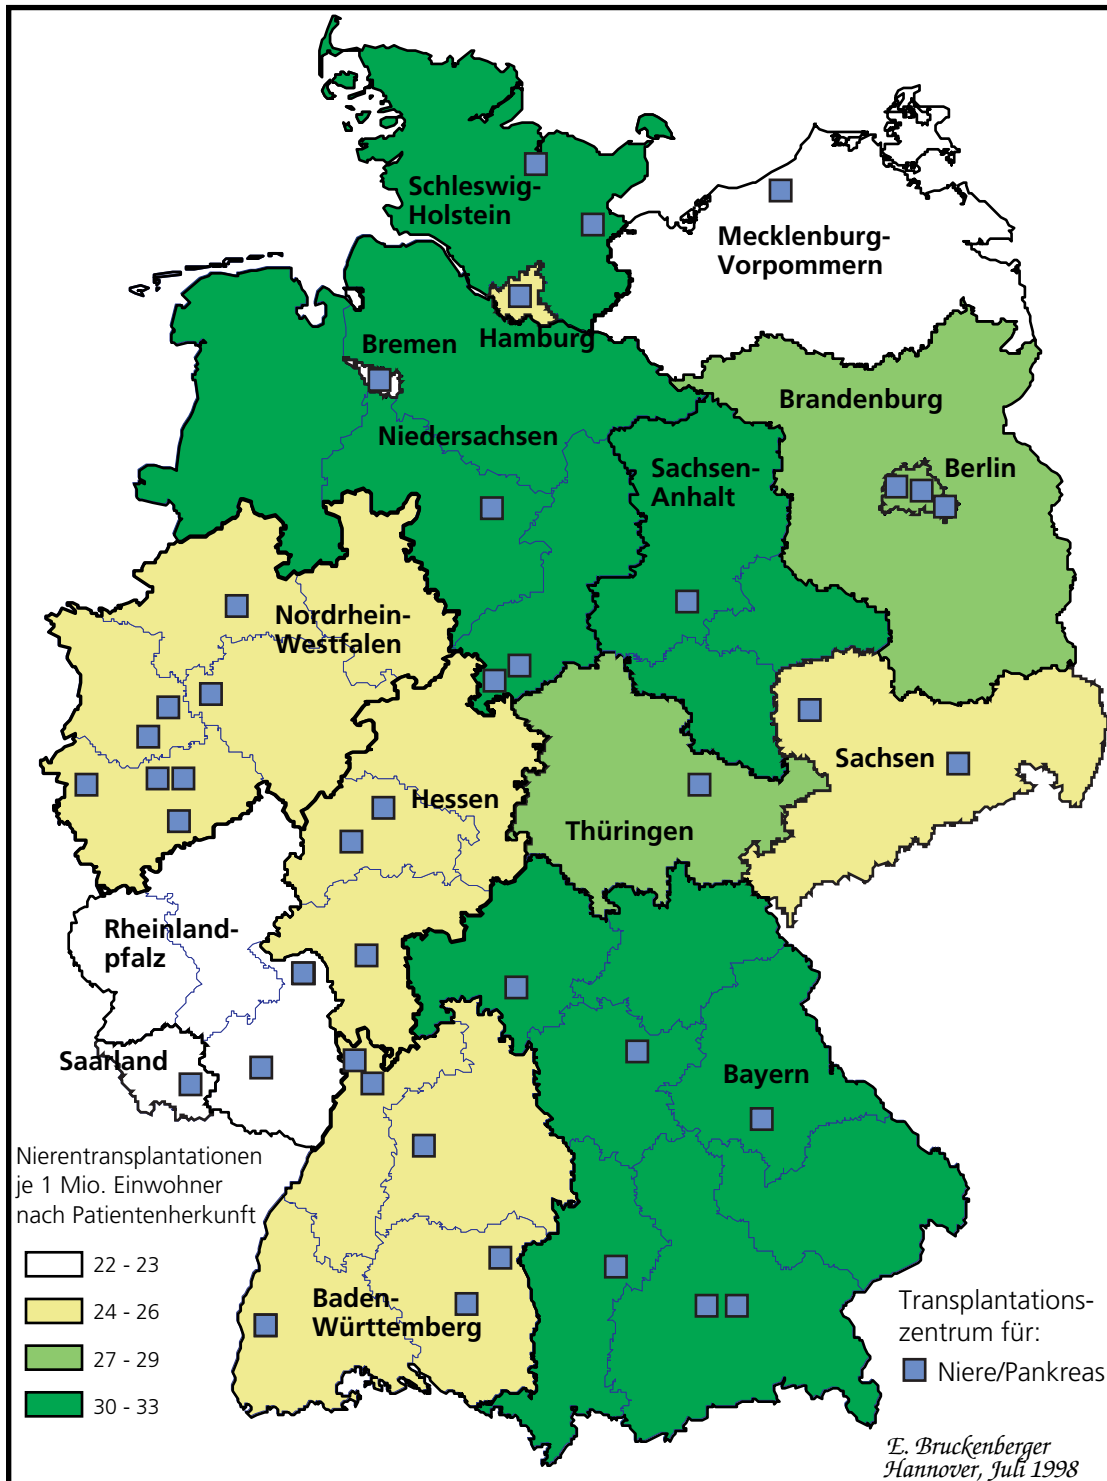 Schleswig-
Holstein
Mecklenburg-
Vorpommern
Hamburg
Bremen
Brandenburg
Niedersachsen
Berlin
Sachsen-
Anhalt
Nordrhein-
Westfalen
Sachsen
Hessen
Thüringen
Rheinland-
pfalz
Saarland
Bayern
Baden-
Württemberg
Nierentransplantationen
je 1 Mio. Einwohner
nach Patientenherkunft
22 - 23
24 - 26
27 - 29
30 - 33
Transplantations-
zentrum für:
Niere/Pankreas
E. Bruckenberger
Hannover, Juli 1998